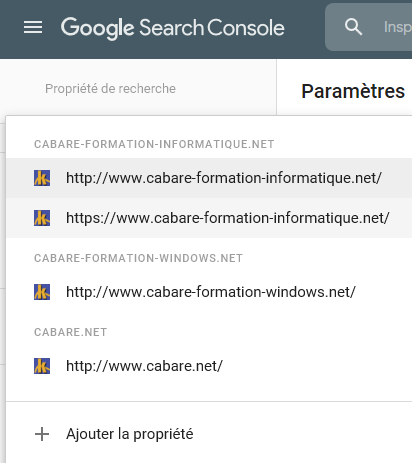 Google Search Console
Insp
Propriété de recherche
Paramètres
CABARE-FORMATION-INFORMATIQUE.NET
http://www.cabare-formation-informatique.net/
https://www.cabare-formation-informatique.net/
CABARE-FORMATION-WINDOWS.NET
http://www.cabare-formation-windows.net/
CABARE.NET
http://www.cabare.net/
Ajouter la propriété